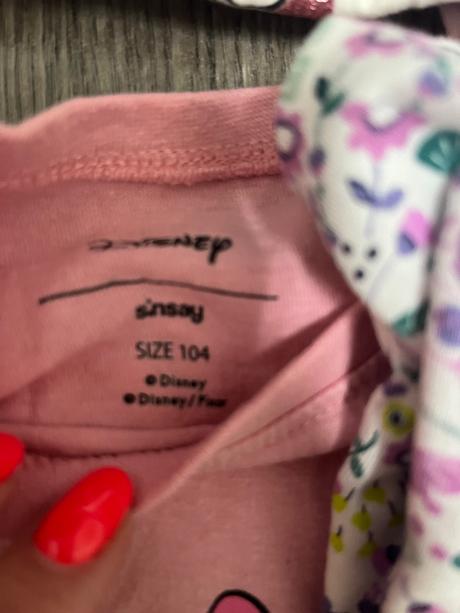 Disney
sinsay
SIZE 104
© Disney
© Disney / Pixar